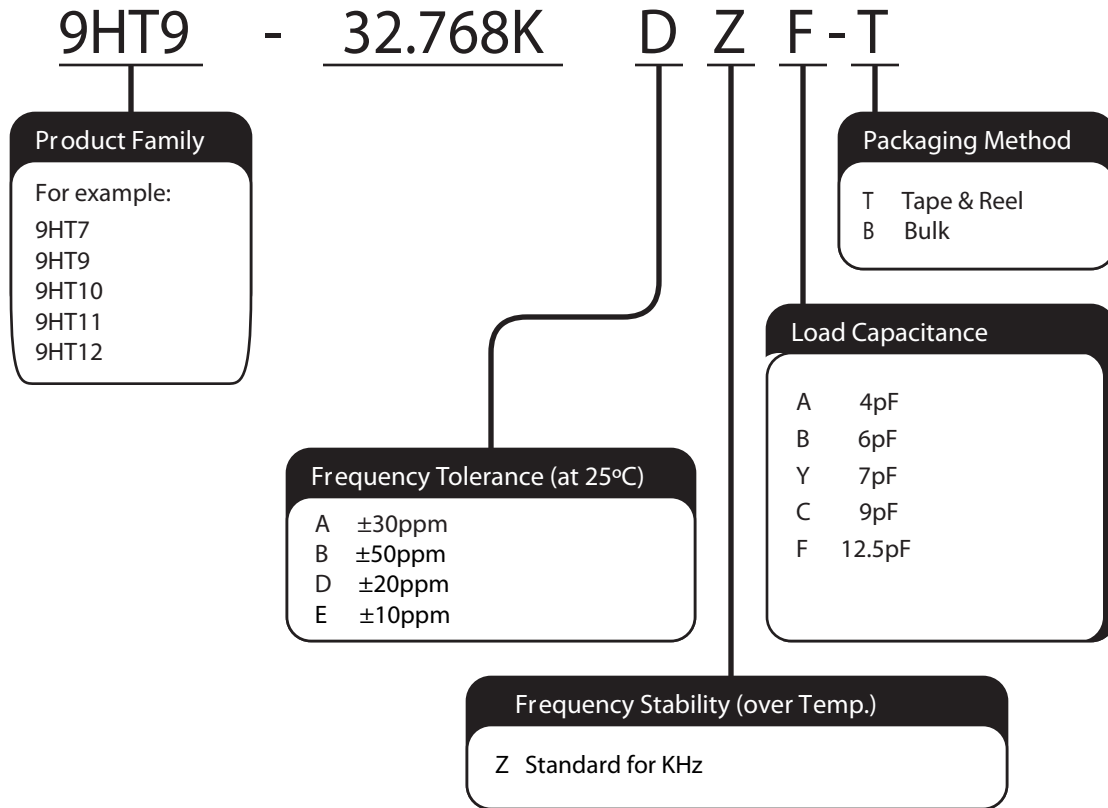 9HT9 - 32.768K D Z F - T
Product Family
For example:
9HT7
9HT9
9HT10
9HT11
9HT12
Packaging Method
T Tape & Reel
B Bulk
Load Capacitance
A 4pF
B 6pF
Y 7pF
C 9pF
F 12.5pF
Frequency Tolerance (at 25ºC)
A ±30ppm
B ±50ppm
D ±20ppm
E ±10ppm
Frequency Stability (over Temp.)
Z Standard for KHz